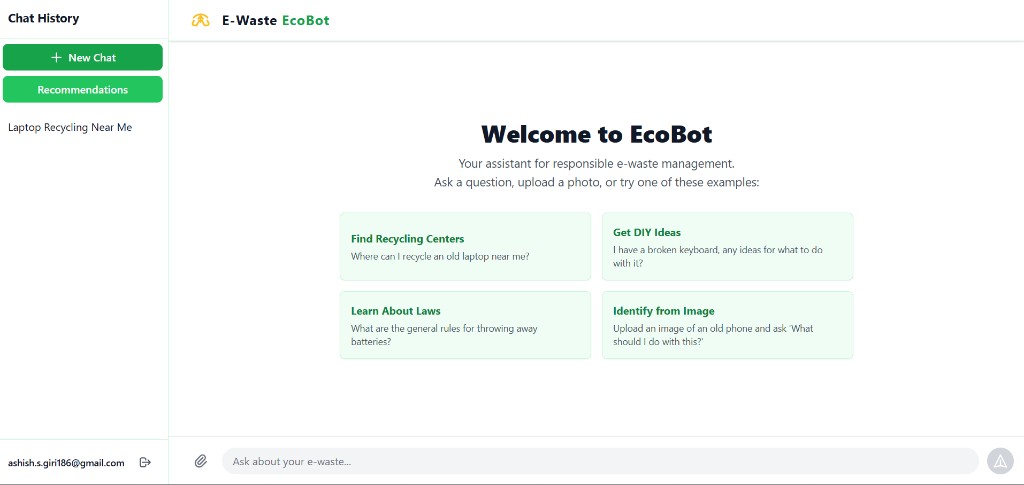 Chat History
E-Waste EcoBot
New Chat
Recommendations
Laptop Recycling Near Me
Welcome to EcoBot
Your assistant for responsible e-waste management.
Ask a question, upload a photo, or try one of these examples:
Find Recycling Centers
Where can I recycle an old laptop near me?
Get DIY Ideas
I have a broken keyboard, any ideas for what to do
with it?
Learn About Laws
What are the general rules for throwing away
batteries?
Identify from Image
Upload an image of an old phone and ask 'What
should I do with this?'
ashish.s.giri186@gmail.com
Ask about your e-waste...